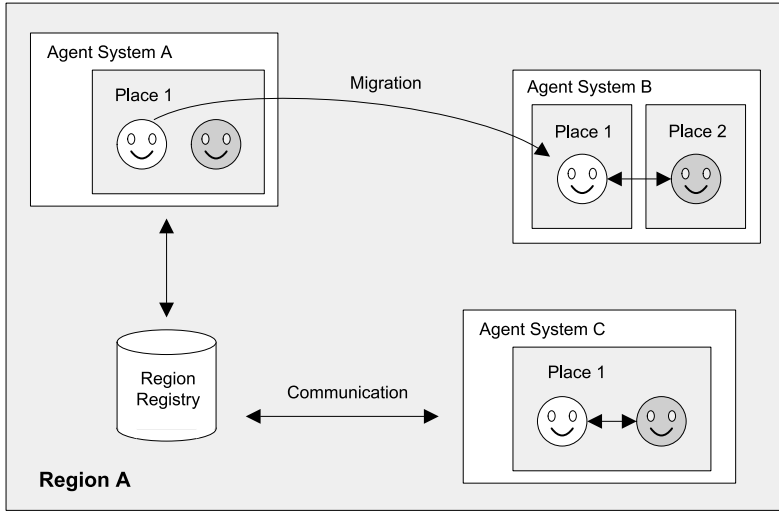 Agent System A
Place 1
Migration
Agent System B
Place 1
Place 2
Region
Registry
Communication
Agent System C
Place 1
Region A